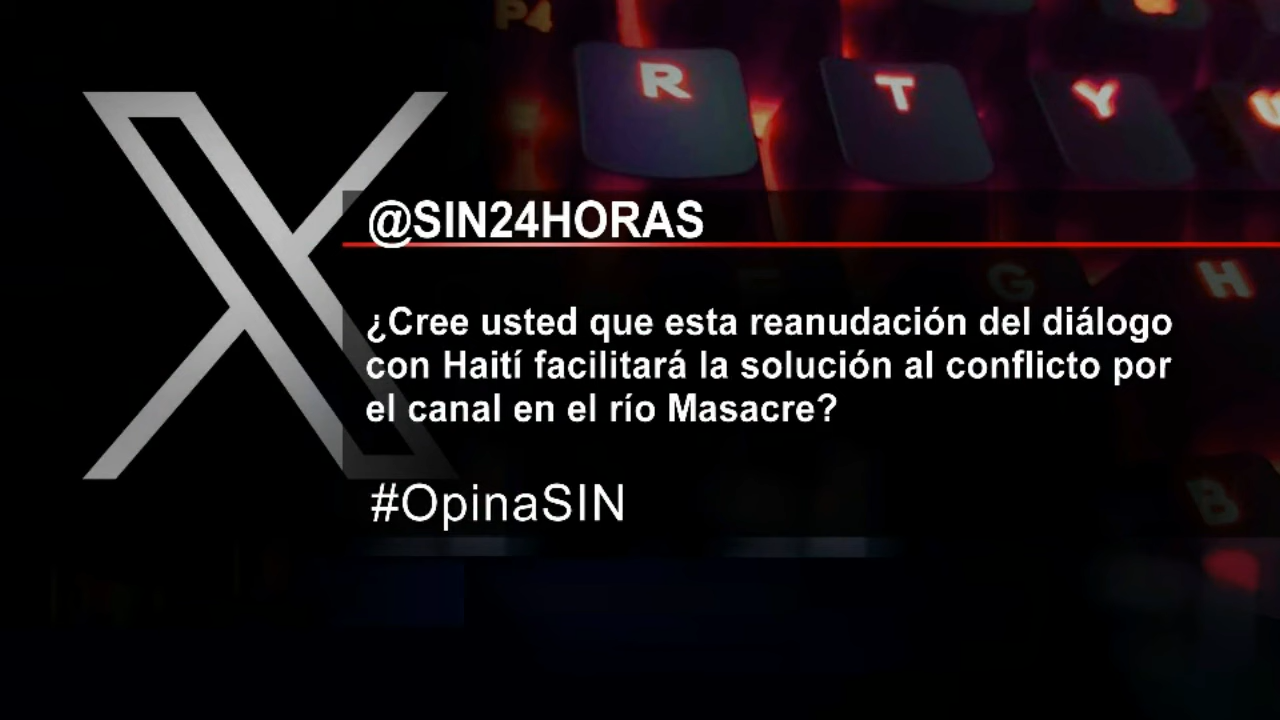 P4
R T Y
@SIN24HORAS
G H
¿Cree usted que esta reanudación del diálogo
con Haití facilitará la solución al conflicto por
el canal en el río Masacre?
#OpinaSIN
B